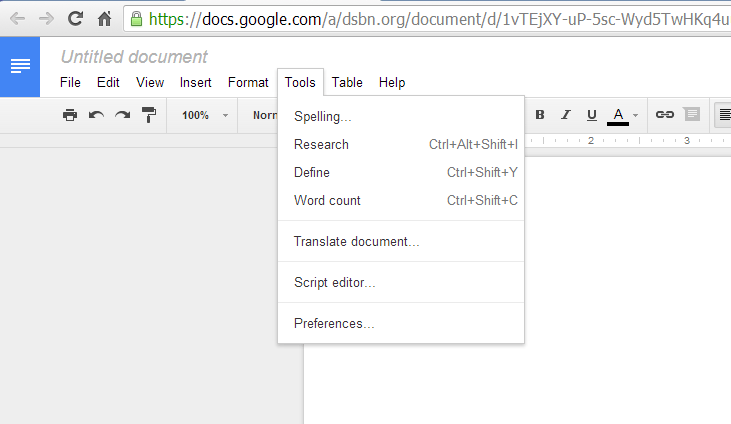 https://docs.google.com/a/dsbn.org/document/d/1vTEjXY-uP-5sc-Wyd5TwHKq4u
Untitled document
File Edit View Insert Format Tools Table Help
100% Norn B I U A
2 3
Spelling...
Research Ctrl+Alt+Shift+I
Define Ctrl+Shift+Y
Word count Ctrl+Shift+C
Translate document...
Script editor...
Preferences...